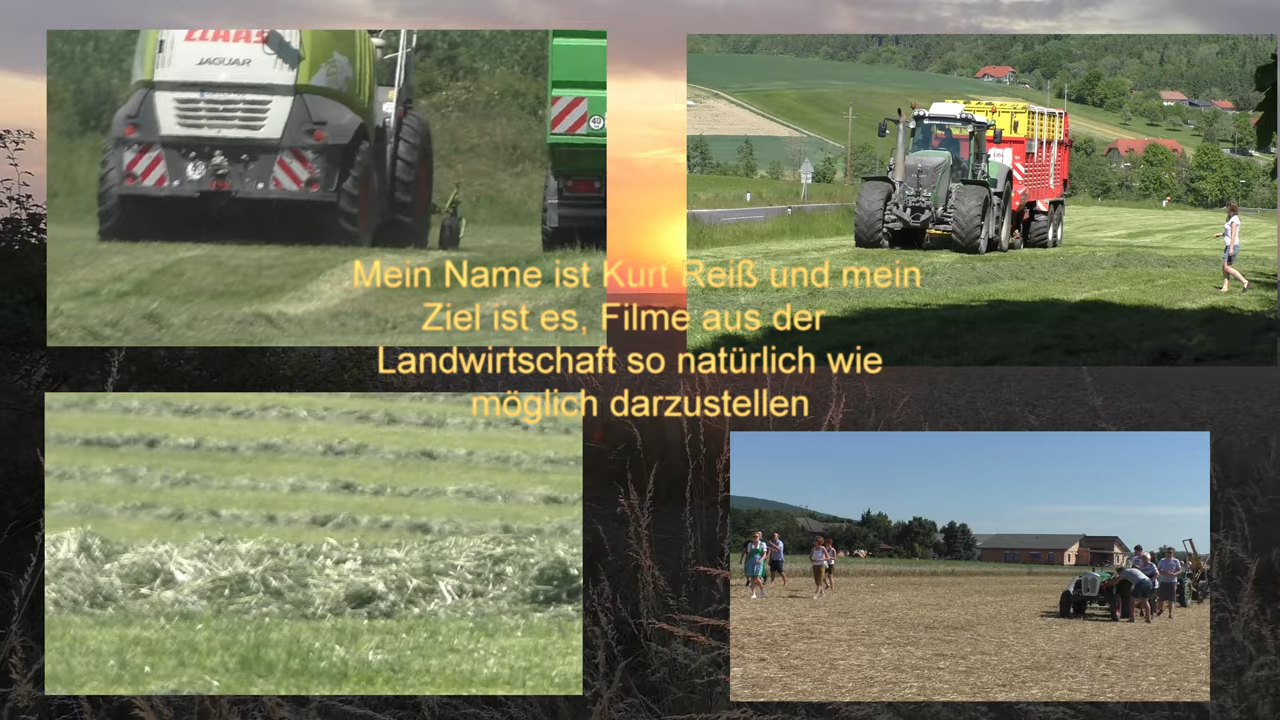 CLAAS
JAGUAR
40
Mein Name ist Kurt Reiß und mein
Ziel ist es, Filme aus der
Landwirtschaft so natürlich wie
möglich darzustellen